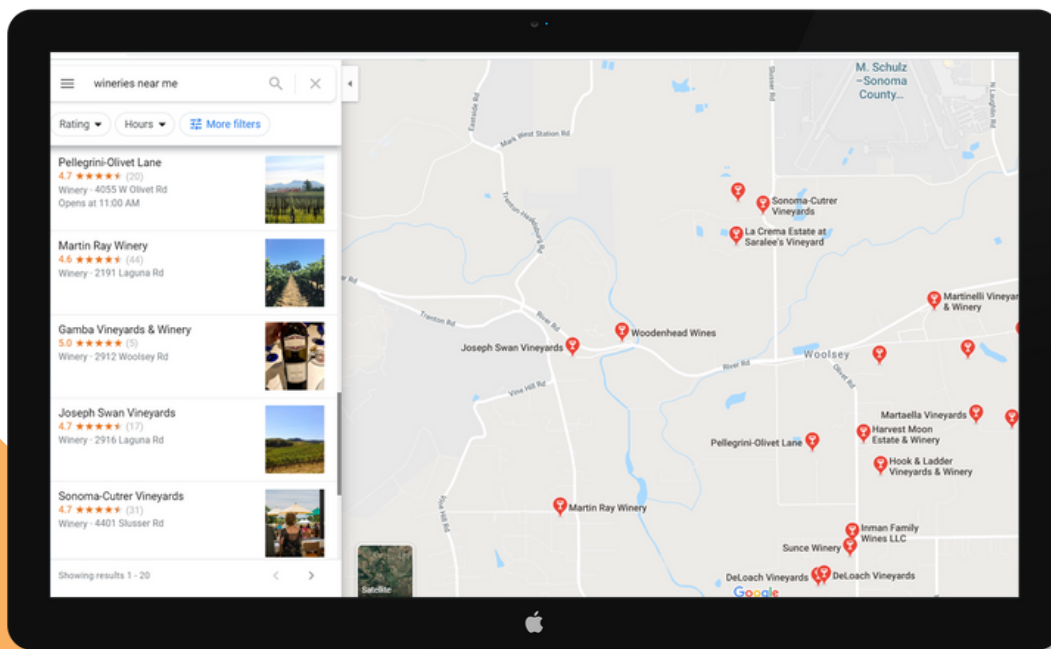 wineries near me
Rating
Hours
More filters
Pellegrini-Olivet Lane
4.7 (20)
Winery · 4055 W Olivet Rd
Opens at 11:00 AM
Martin Ray Winery
4.6 (44)
Winery · 2191 Laguna Rd
Gamba Vineyards & Winery
5.0 (5)
Winery · 2912 Woolsey Rd
Joseph Swan Vineyards
4.7 (17)
Winery · 2916 Laguna Rd
Sonoma-Cutrer Vineyards
4.7 (31)
Winery · 4401 Slusser Rd
Showing results 1 - 20
Satellite
M. Schulz
–Sonoma
County...
Slusser Rd
N Laughlin Rd
Eastside Rd
Mark West Station Rd
Trenton-Healdsburg Rd
Sonoma-Cutrer
Vineyards
La Crema Estate at
Saralee's Vineyard
Martinelli Vineyar
& Winery
Trenton Rd
River Rd
Woodenhead Wines
Joseph Swan Vineyards
Woolsey
River Rd
Olivet Rd
Vine Hill Rd
Martaella Vineyards
Harvest Moon
Estate & Winery
Pellegrini-Olivet Lane
Hook & Ladder
Vineyards & Winery
Vine Hill Rd
Martin Ray Winery
Inman Family
Wines LLC
Sunce Winery
DeLoach Vineyards
DeLoach Vineyards
Google